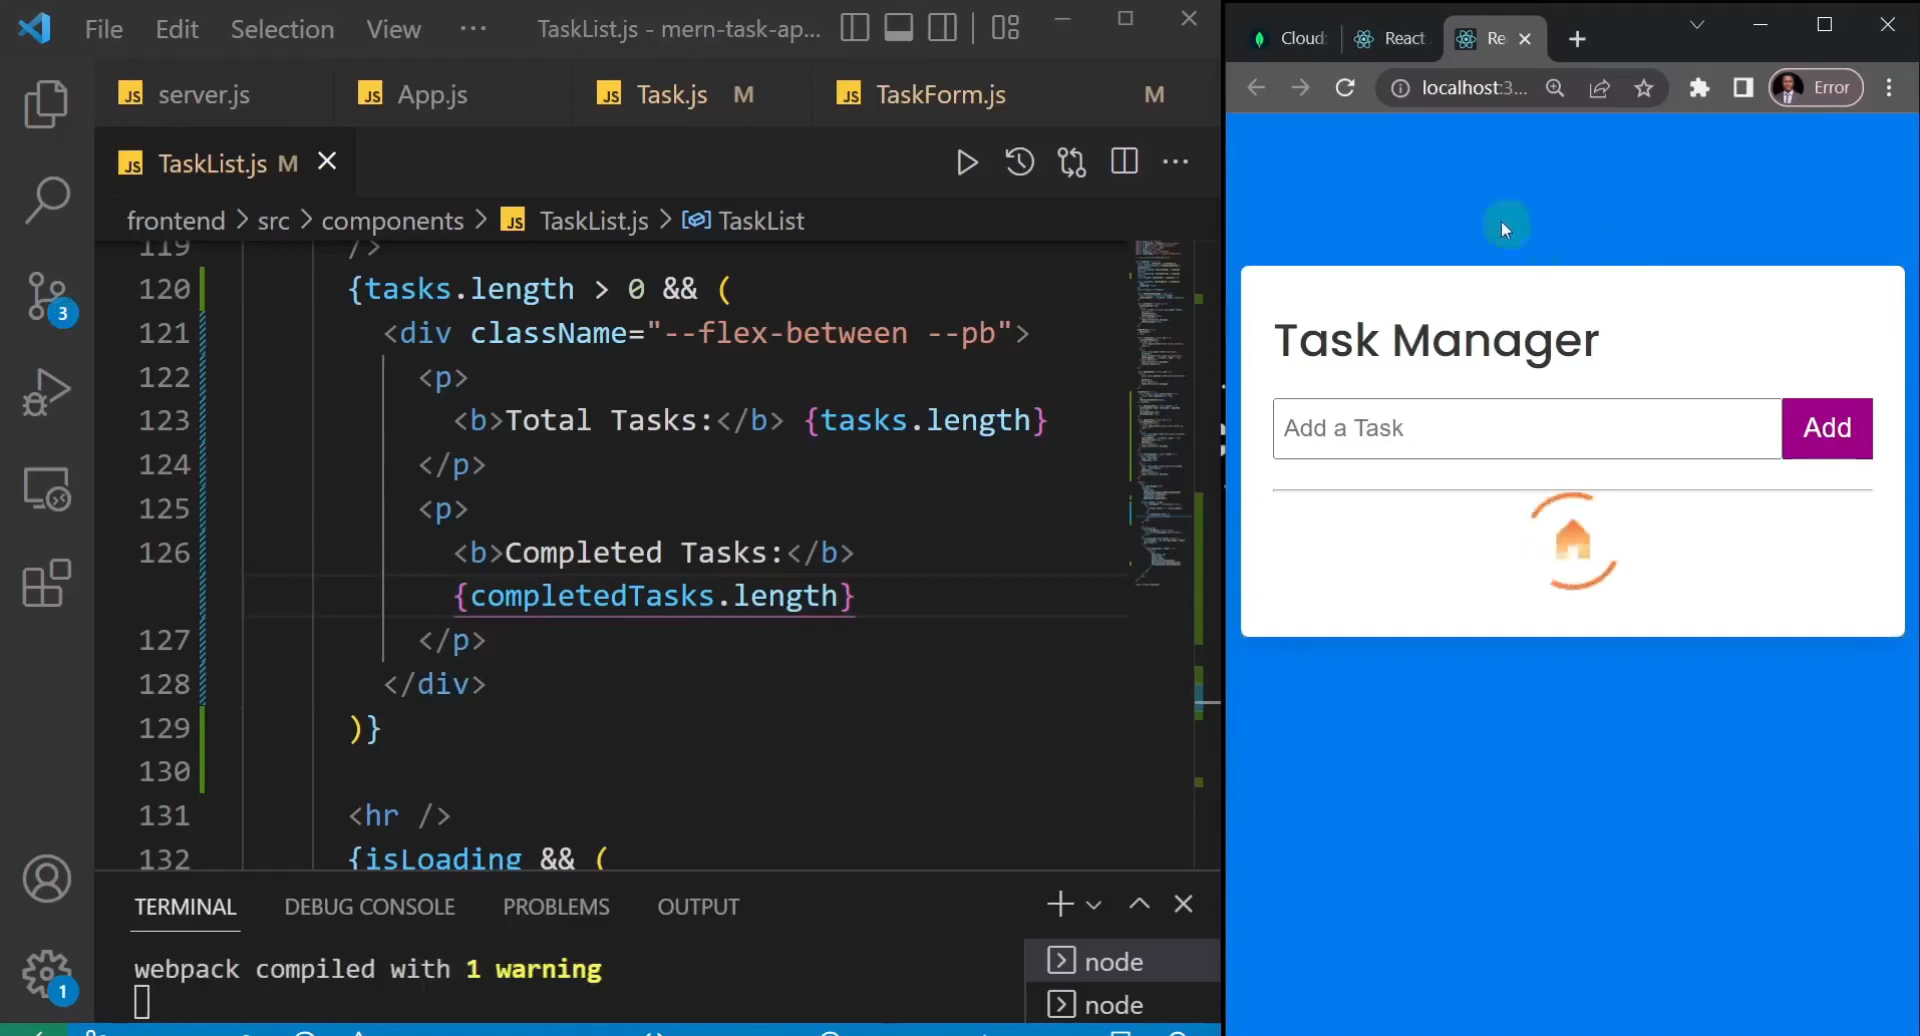 File Edit Selection View ··· TaskList.js - mern-task-ap...
server.js App.js Task.js M TaskForm.js M
TaskList.js M
frontend > src > components > TaskList.js > TaskList
119 />
120 {tasks.length > 0 && (
121 <div className="--flex-between --pb">
122 <p>
123 <b>Total Tasks:</b> {tasks.length}
124 </p>
125 <p>
126 <b>Completed Tasks:</b>
{completedTasks.length}
127 </p>
128 </div>
129 )}
130
131 <hr />
132 {isLoading && (
3
1
TERMINAL DEBUG CONSOLE PROBLEMS OUTPUT
webpack compiled with 1 warning
node
node
Cloud: React Re
localhost:3... Error
Task Manager
Add a Task Add